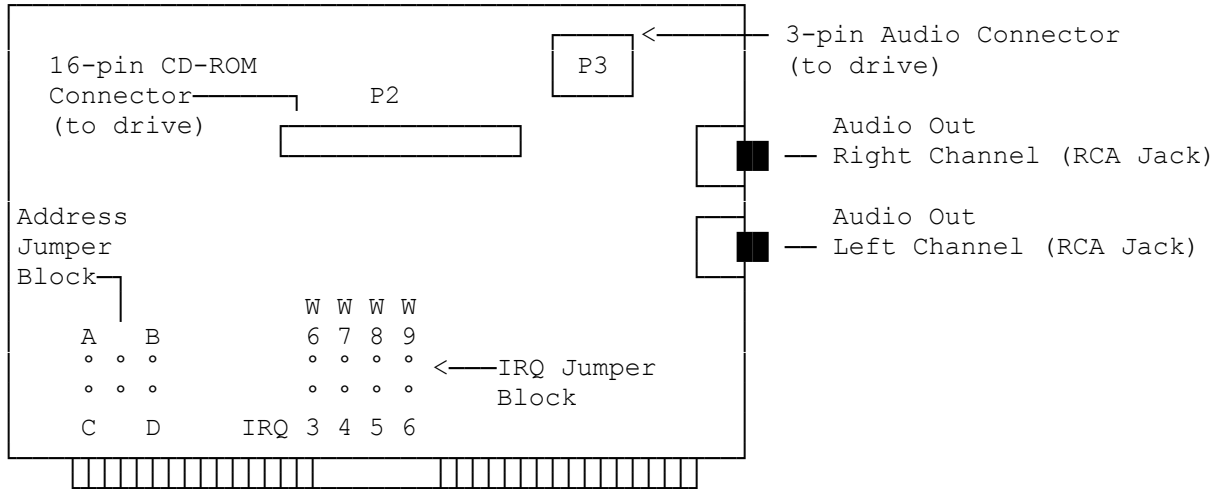 3-pin Audio Connector
(to drive)
P3
16-pin CD-ROM
Connector
(to drive)
P2
Audio Out
Right Channel (RCA Jack)
Address
Jumper
Block
Audio Out
Left Channel (RCA Jack)
W W W W
A B 6 7 8 9
IRQ Jumper
Block
C D IRQ 3 4 5 6